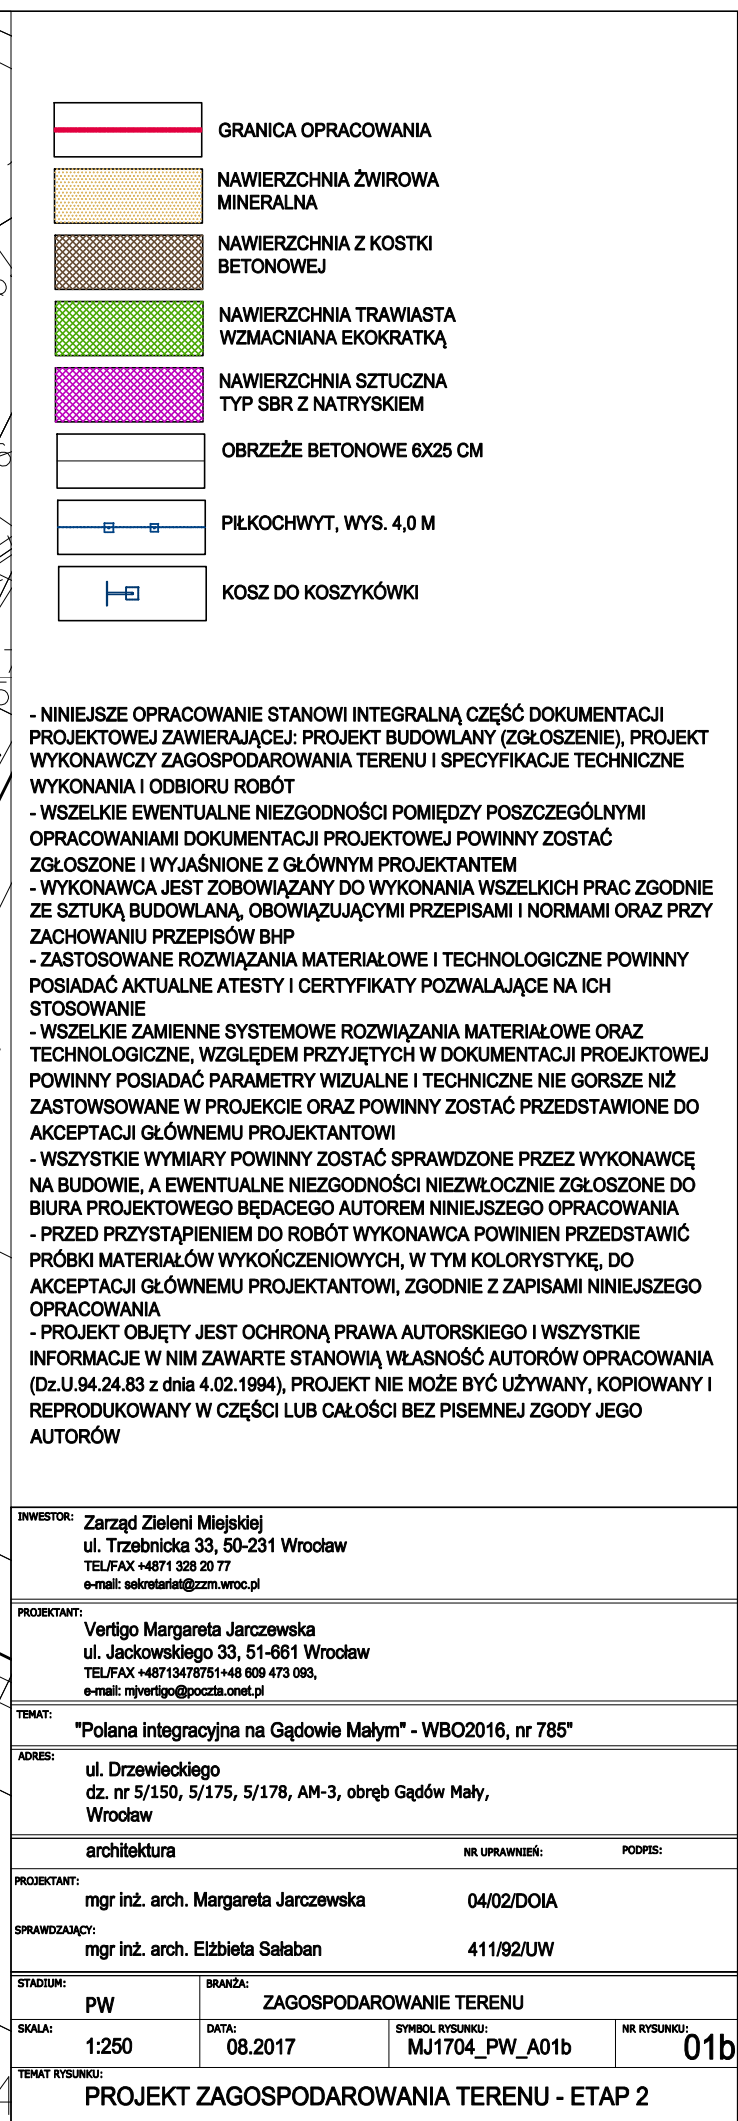 GRANICA OPRACOWANIA
NAWIERZCHNIA ŻWIROWA
MINERALNA
NAWIERZCHNIA Z KOSTKI
BETONOWEJ
NAWIERZCHNIA TRAWIASTA
WZMACNIANA EKOKRATKĄ
NAWIERZCHNIA SZTUCZNA
TYP SBR Z NATRYSKIEM
OBRZEŻE BETONOWE 6X25 CM
PIŁKOCHWYT, WYS. 4,0 M
KOSZ DO KOSZYKÓWKI
- NINIEJSZE OPRACOWANIE STANOWI INTEGRALNĄ CZĘŚĆ DOKUMENTACJI
PROJEKTOWEJ ZAWIERAJĄCEJ: PROJEKT BUDOWLANY (ZGŁOSZENIE), PROJEKT
WYKONAWCZY ZAGOSPODAROWANIA TERENU I SPECYFIKACJE TECHNICZNE
WYKONANIA I ODBIORU ROBÓT
- WSZELKIE EWENTUALNE NIEZGODNOŚCI POMIĘDZY POSZCZEGÓLNYMI
OPRACOWANIAMI DOKUMENTACJI PROJEKTOWEJ POWINNY ZOSTAĆ
ZGŁOSZONE I WYJAŚNIONE Z GŁÓWNYM PROJEKTANTEM
- WYKONAWCA JEST ZOBOWIĄZANY DO WYKONANIA WSZELKICH PRAC ZGODNIE
ZE SZTUKĄ BUDOWLANĄ, OBOWIĄZUJĄCYMI PRZEPISAMI I NORMAMI ORAZ PRZY
ZACHOWANIU PRZEPISÓW BHP
- ZASTOSOWANE ROZWIĄZANIA MATERIAŁOWE I TECHNOLOGICZNE POWINNY
POSIADAĆ AKTUALNE ATESTY I CERTYFIKATY POZWALAJĄCE NA ICH
STOSOWANIE
- WSZELKIE ZAMIENNE SYSTEMOWE ROZWIĄZANIA MATERIAŁOWE ORAZ
TECHNOLOGICZNE, WZGLĘDEM PRZYJĘTYCH W DOKUMENTACJI PROEJKTOWEJ
POWINNY POSIADAĆ PARAMETRY WIZUALNE I TECHNICZNE NIE GORSZE NIŻ
ZASTOWSOWANE W PROJEKCIE ORAZ POWINNY ZOSTAĆ PRZEDSTAWIONE DO
AKCEPTACJI GŁÓWNEMU PROJEKTANTOWI
- WSZYSTKIE WYMIARY POWINNY ZOSTAĆ SPRAWDZONE PRZEZ WYKONAWCĘ
NA BUDOWIE, A EWENTUALNE NIEZGODNOŚCI NIEZWŁOCZNIE ZGŁOSZONE DO
BIURA PROJEKTOWEGO BĘDACEGO AUTOREM NINIEJSZEGO OPRACOWANIA
- PRZED PRZYSTĄPIENIEM DO ROBÓT WYKONAWCA POWINIEN PRZEDSTAWIĆ
PRÓBKI MATERIAŁÓW WYKOŃCZENIOWYCH, W TYM KOLORYSTYKĘ, DO
AKCEPTACJI GŁÓWNEMU PROJEKTANTOWI, ZGODNIE Z ZAPISAMI NINIEJSZEGO
OPRACOWANIA
- PROJEKT OBJĘTY JEST OCHRONĄ PRAWA AUTORSKIEGO I WSZYSTKIE
INFORMACJE W NIM ZAWARTE STANOWIĄ WŁASNOŚĆ AUTORÓW OPRACOWANIA
(Dz.U.94.24.83 z dnia 4.02.1994), PROJEKT NIE MOŻE BYĆ UŻYWANY, KOPIOWANY I
REPRODUKOWANY W CZĘŚCI LUB CAŁOŚCI BEZ PISEMNEJ ZGODY JEGO
AUTORÓW
INWESTOR: Zarząd Zieleni Miejskiej
ul. Trzebnicka 33, 50-231 Wrocław
TEL/FAX +4871 328 20 77
e-mail: sekretariat@zzm.wroc.pl
PROJEKTANT:
Vertigo Margareta Jarczewska
ul. Jackowskiego 33, 51-661 Wrocław
TEL/FAX +48713478751+48 609 473 093,
e-mail: mjvertigo@poczta.onet.pl
TEMAT:
"Polana integracyjna na Gądowie Małym" - WBO2016, nr 785"
ADRES:
ul. Drzewieckiego
dz. nr 5/150, 5/175, 5/178, AM-3, obręb Gądów Mały,
Wrocław
architektura NR UPRAWNIEŃ: PODPIS:
PROJEKTANT:
mgr inż. arch. Margareta Jarczewska 04/02/DOIA
SPRAWDZAJĄCY:
mgr inż. arch. Elżbieta Sałaban 411/92/UW
STADIUM: BRANŻA:
PW ZAGOSPODAROWANIE TERENU
SKALA: DATA: SYMBOL RYSUNKU: NR RYSUNKU:
1:250 08.2017 MJ1704_PW_A01b 01b
TEMAT RYSUNKU:
PROJEKT ZAGOSPODAROWANIA TERENU - ETAP 2